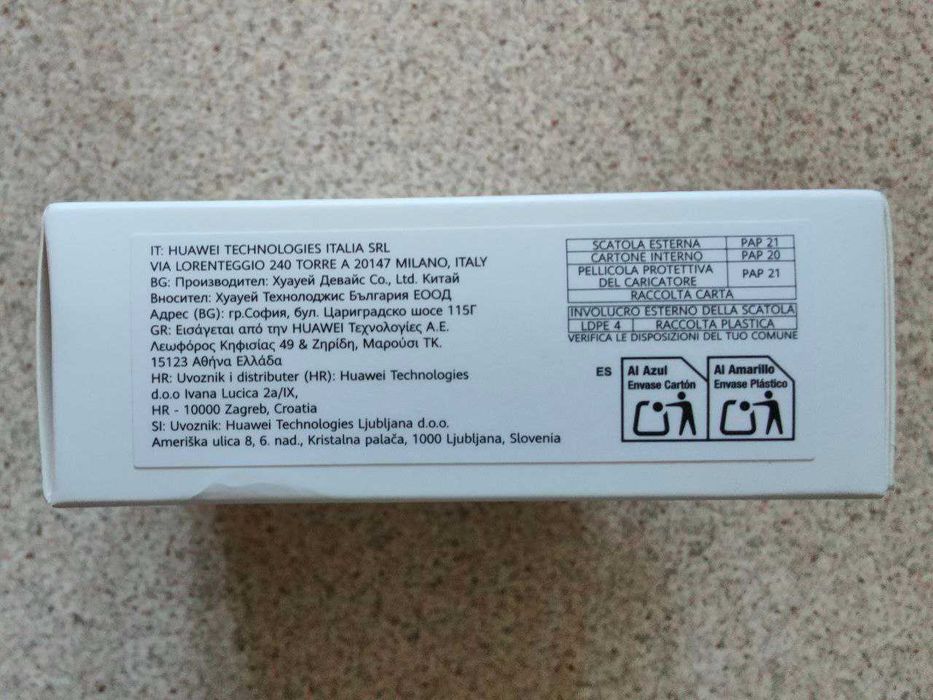 IT: HUAWEI TECHNOLOGIES ITALIA SRL
VIA LORENTEGGIO 240 TORRE A 20147 MILANO, ITALY
BG: Производител: Хуауей Девайс Co., Ltd. Китай
Вносител: Хуауей Технолоджис България ЕООД
Адрес (BG): гр.София, бул. Цариградско шосе 115Г
GR: Εισάγεται από την HUAWEI Τεχνολογίες Α.Ε.
Λεωφόρος Κηφισίας 49 & Ζηρίδη, Μαρούσι ΤΚ.
15123 Αθήνα Ελλάδα
HR: Uvoznik i distributer (HR): Huawei Technologies
d.o.o Ivana Lucica 2a/IX,
HR - 10000 Zagreb, Croatia
SI: Uvoznik: Huawei Technologies Ljubljana d.o.o.
Ameriška ulica 8, 6. nad., Kristalna palača, 1000 Ljubljana, Slovenia
SCATOLA ESTERNA PAP 21
CARTONE INTERNO PAP 20
PELLICOLA PROTETTIVA
DEL CARICATORE PAP 21
RACCOLTA CARTA
INVOLUCRO ESTERNO DELLA SCATOLA
LDPE 4 RACCOLTA PLASTICA
VERIFICA LE DISPOSIZIONI DEL TUO COMUNE
ES
Al Azul
Envase Cartón
Al Amarillo
Envase Plástico